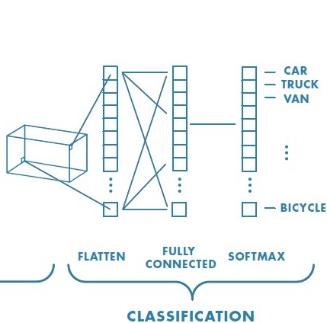 CAR
TRUCK
VAN
BICYCLE
FLATTEN
FULLY
CONNECTED
SOFTMAX
CLASSIFICATION